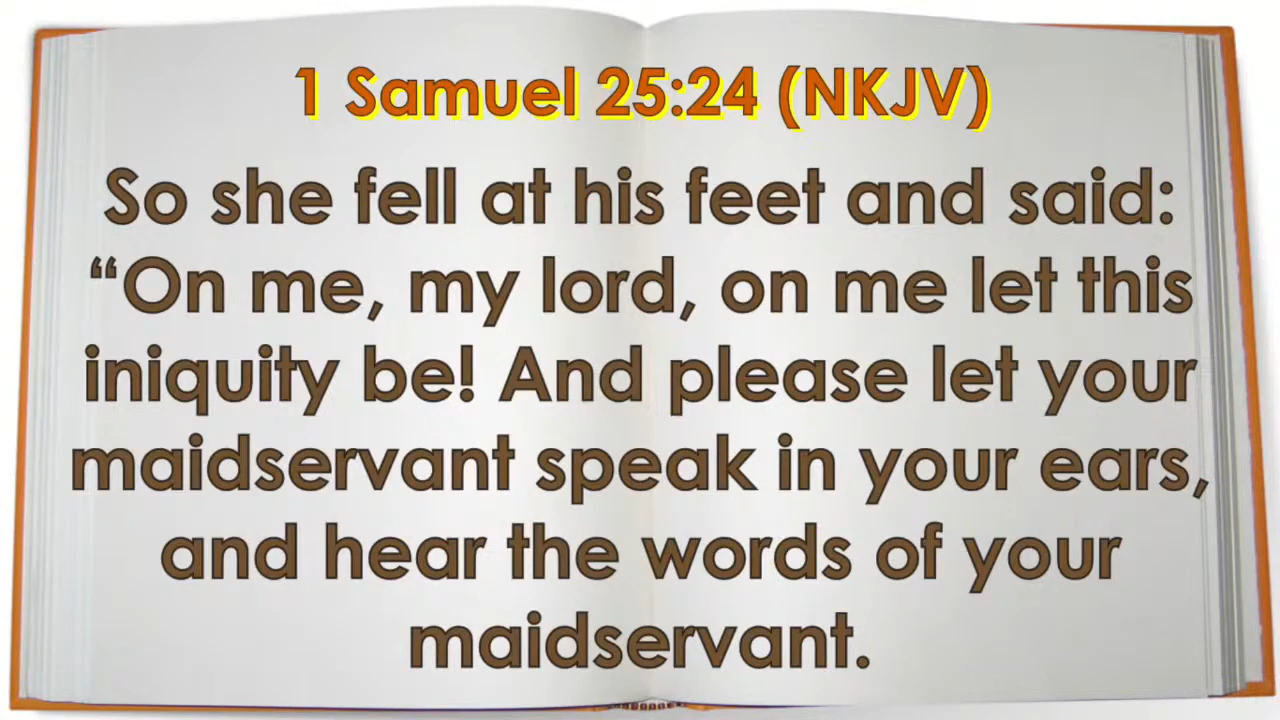 1 Samuel 25:24 (NKJV)
So she fell at his feet and said:
“On me, my lord, on me let this
iniquity be! And please let your
maidservant speak in your ears,
and hear the words of your
maidservant.